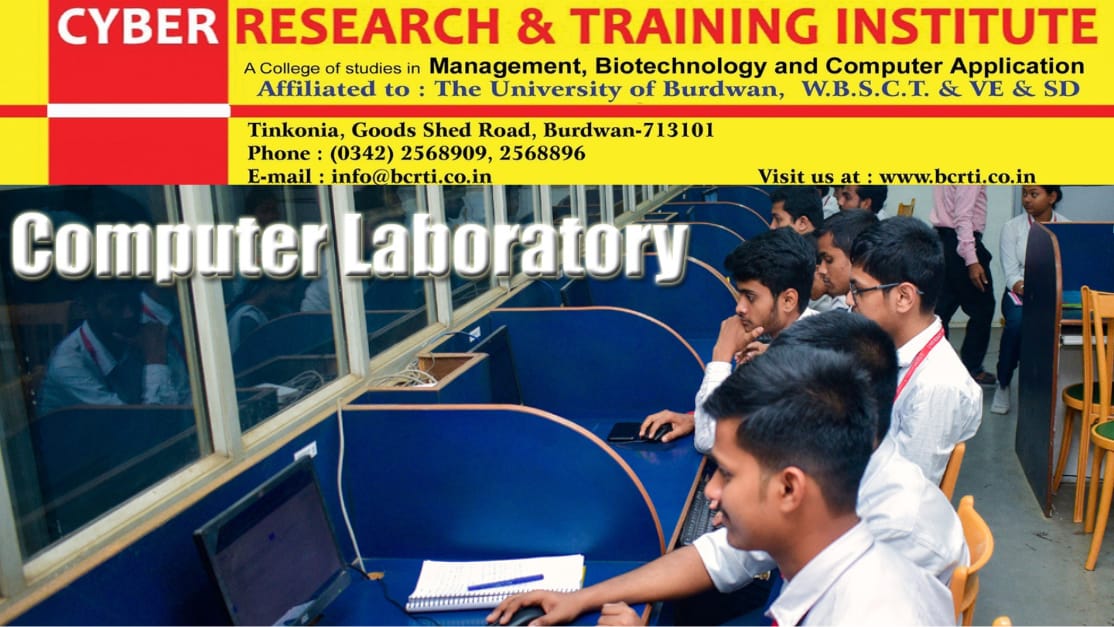 CYBER RESEARCH & TRAINING INSTITUTE
A College of studies in Management, Biotechnology and Computer Application
Affiliated to : The University of Burdwan, W.B.S.C.T. & VE & SD
Tinkonia, Goods Shed Road, Burdwan-713101
Phone : (0342) 2568909, 2568896
E-mail : info@bcrti.co.in Visit us at : www.bcrti.co.in
Computer Laboratory